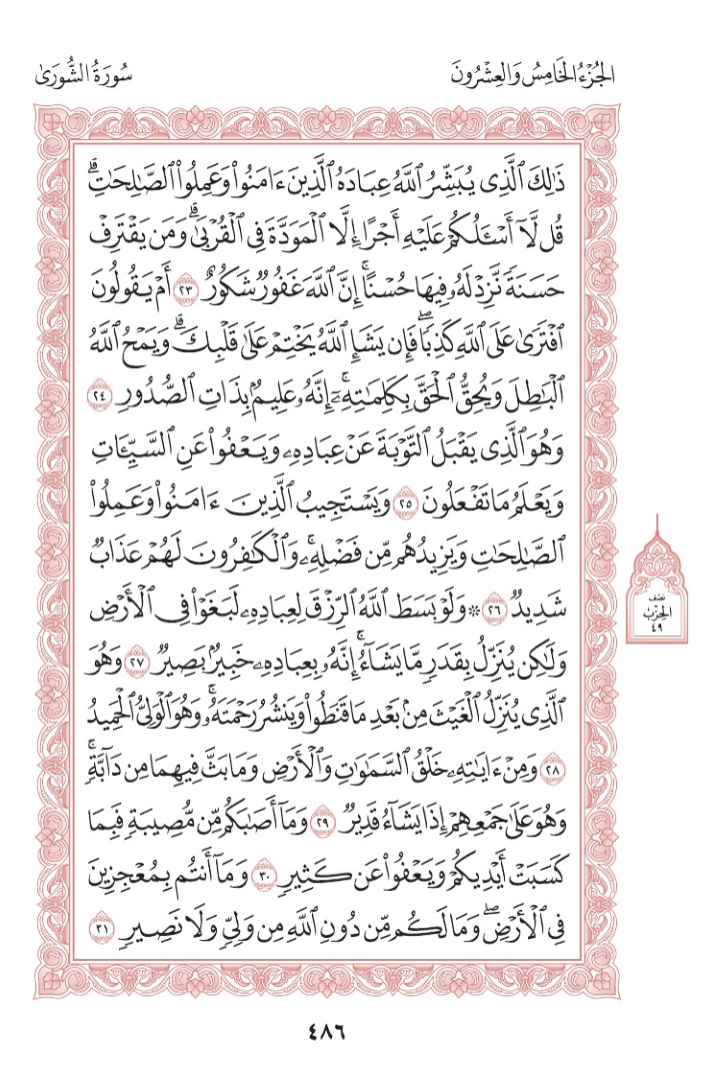 الجُزْءُ الخَامِسُ وَالعِشْرُونَ
سُورَةُ الشُّورَىٰ
ذَٰلِكَ ٱلَّذِى يُبَشِّرُ ٱللَّهُ عِبَادَهُ ٱلَّذِينَ ءَامَنُوا۟ وَعَمِلُوا۟ ٱلصَّٰلِحَٰتِۗ
قُل لَّآ أَسْـَٔلُكُمْ عَلَيْهِ أَجْرًا إِلَّا ٱلْمَوَدَّةَ فِى ٱلْقُرْبَىٰۗ وَمَن يَقْتَرِفْ
حَسَنَةً نَّزِدْ لَهُۥ فِيهَا حُسْنًاۚ إِنَّ ٱللَّهَ غَفُورٌ شَكُورٌ ٢٣ أَمْ يَقُولُونَ
ٱفْتَرَىٰ عَلَى ٱللَّهِ كَذِبًاۖ فَإِن يَشَإِ ٱللَّهُ يَخْتِمْ عَلَىٰ قَلْبِكَۗ وَيَمْحُ ٱللَّهُ
ٱلْبَٰطِلَ وَيُحِقُّ ٱلْحَقَّ بِكَلِمَٰتِهِۦٓۚ إِنَّهُۥ عَلِيمٌۢ بِذَاتِ ٱلصُّدُورِ ٢٤
وَهُوَ ٱلَّذِى يَقْبَلُ ٱلتَّوْبَةَ عَنْ عِبَادِهِۦ وَيَعْفُوا۟ عَنِ ٱلسَّيِّـَٔاتِ
وَيَعْلَمُ مَا تَفْعَلُونَ ٢٥ وَيَسْتَجِيبُ ٱلَّذِينَ ءَامَنُوا۟ وَعَمِلُوا۟
ٱلصَّٰلِحَٰتِ وَيَزِيدُهُم مِّن فَضْلِهِۦۚ وَٱلْكَٰفِرُونَ لَهُمْ عَذَابٌ
شَدِيدٌ ٢٦ ۞ وَلَوْ بَسَطَ ٱللَّهُ ٱلرِّزْقَ لِعِبَادِهِۦ لَبَغَوْا۟ فِى ٱلْأَرْضِ
وَلَٰكِن يُنَزِّلُ بِقَدَرٍ مَّا يَشَآءُۚ إِنَّهُۥ بِعِبَادِهِۦ خَبِيرٌۢ بَصِيرٌ ٢٧ وَهُوَ
ٱلَّذِى يُنَزِّلُ ٱلْغَيْثَ مِنۢ بَعْدِ مَا قَنَطُوا۟ وَيَنشُرُ رَحْمَتَهُۥۚ وَهُوَ ٱلْوَلِىُّ ٱلْحَمِيدُ
٢٨ وَمِنْ ءَايَٰتِهِۦ خَلْقُ ٱلسَّمَٰوَٰتِ وَٱلْأَرْضِ وَمَا بَثَّ فِيهِمَا مِن دَآبَّةٍۚ
وَهُوَ عَلَىٰ جَمْعِهِمْ إِذَا يَشَآءُ قَدِيرٌ ٢٩ وَمَآ أَصَٰبَكُم مِّن مُّصِيبَةٍ فَبِمَا
كَسَبَتْ أَيْدِيكُمْ وَيَعْفُوا۟ عَن كَثِيرٍ ٣٠ وَمَآ أَنتُم بِمُعْجِزِينَ
فِى ٱلْأَرْضِۖ وَمَا لَكُم مِّن دُونِ ٱللَّهِ مِن وَلِىٍّ وَلَا نَصِيرٍ ٣١
نصف
الحزب
٤٩
٤٨٦